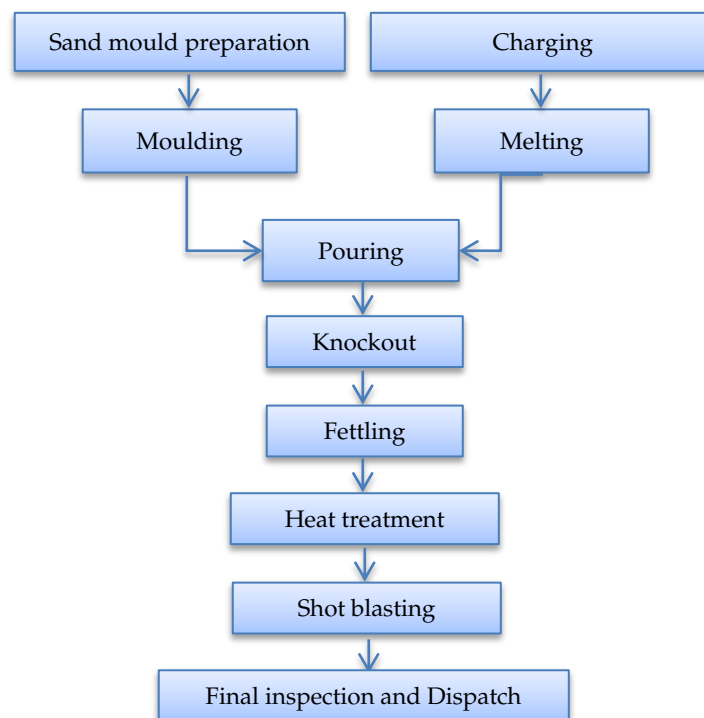 Sand mould preparation
Charging
Moulding
Melting
Pouring
Knockout
Fettling
Heat treatment
Shot blasting
Final inspection and Dispatch